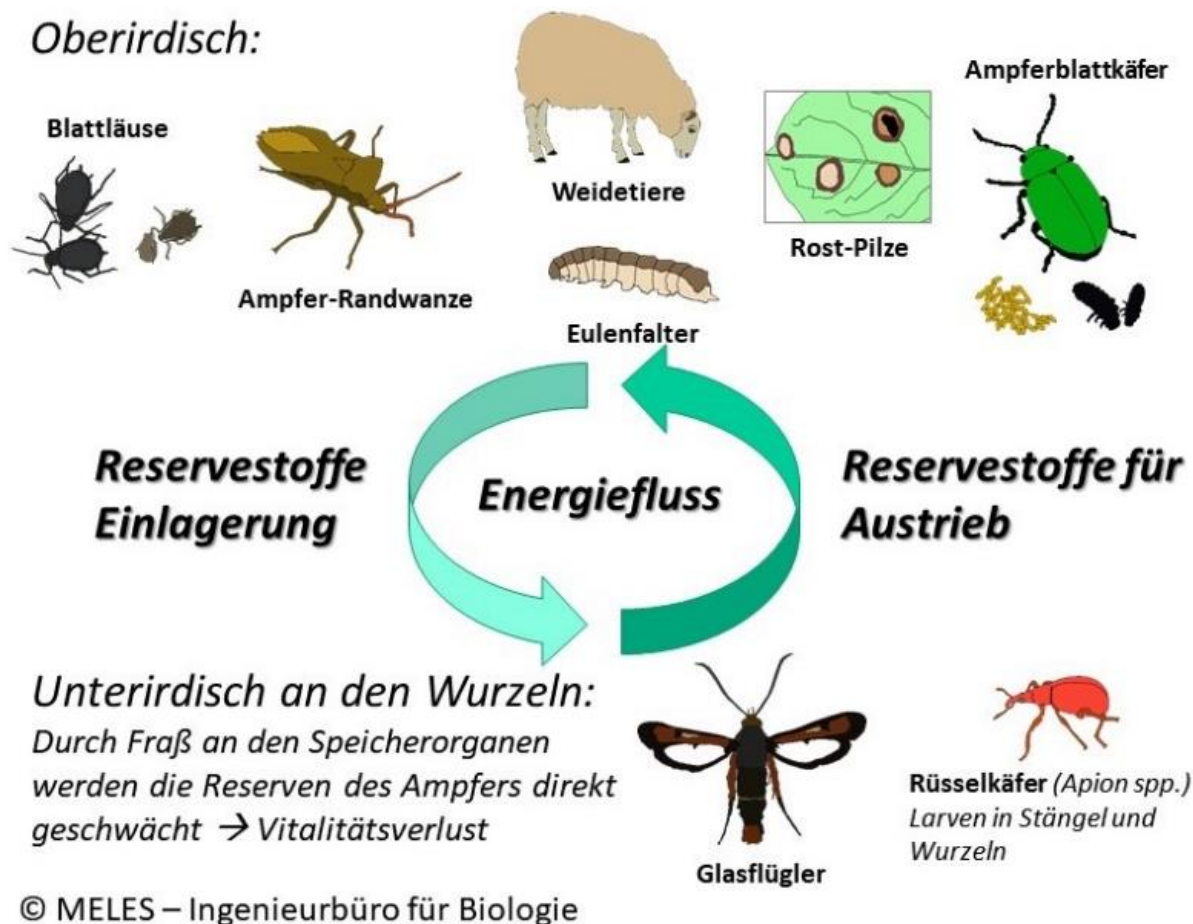 Oberirdisch:
Blattläuse
Ampfer-Randwanze
Weidetiere
Eulenfalter
Rost-Pilze
Ampferblattkäfer
Reservestoffe
Einlagerung
Energiefluss
Reservestoffe für
Austrieb
Unterirdisch an den Wurzeln:
Durch Fraß an den Speicherorganen
werden die Reserven des Ampfers direkt
geschwächt → Vitalitätsverlust
Glasflügler
Rüsselkäfer (Apion spp.)
Larven in Stängel und
Wurzeln
© MELES – Ingenieurbüro für Biologie